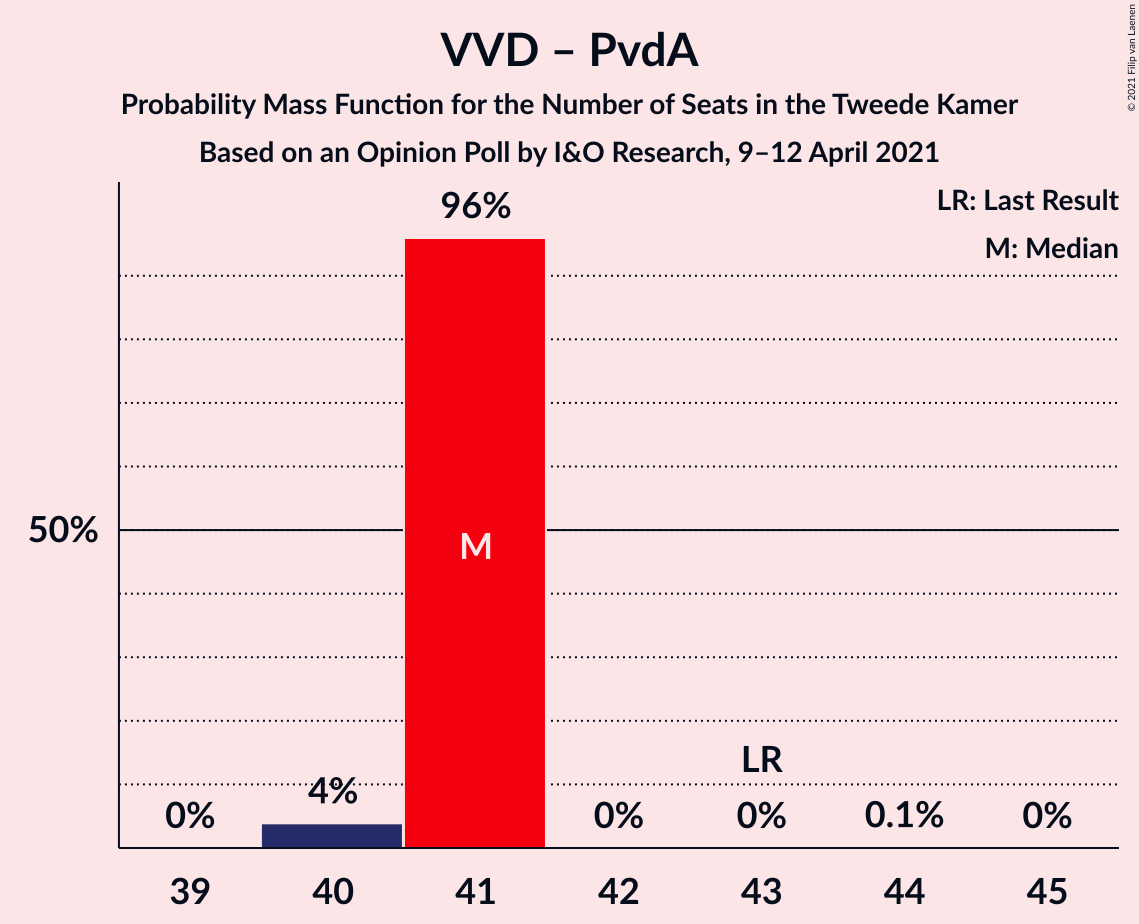 VVD – PvdA
Probability Mass Function for the Number of Seats in the Tweede Kamer
Based on an Opinion Poll by I&O Research, 9–12 April 2021
© 2021 Filip van Laenen
LR: Last Result
M: Median
96%
50%
M
LR
0%
4%
0%
0%
0.1%
0%
39
40
41
42
43
44
45